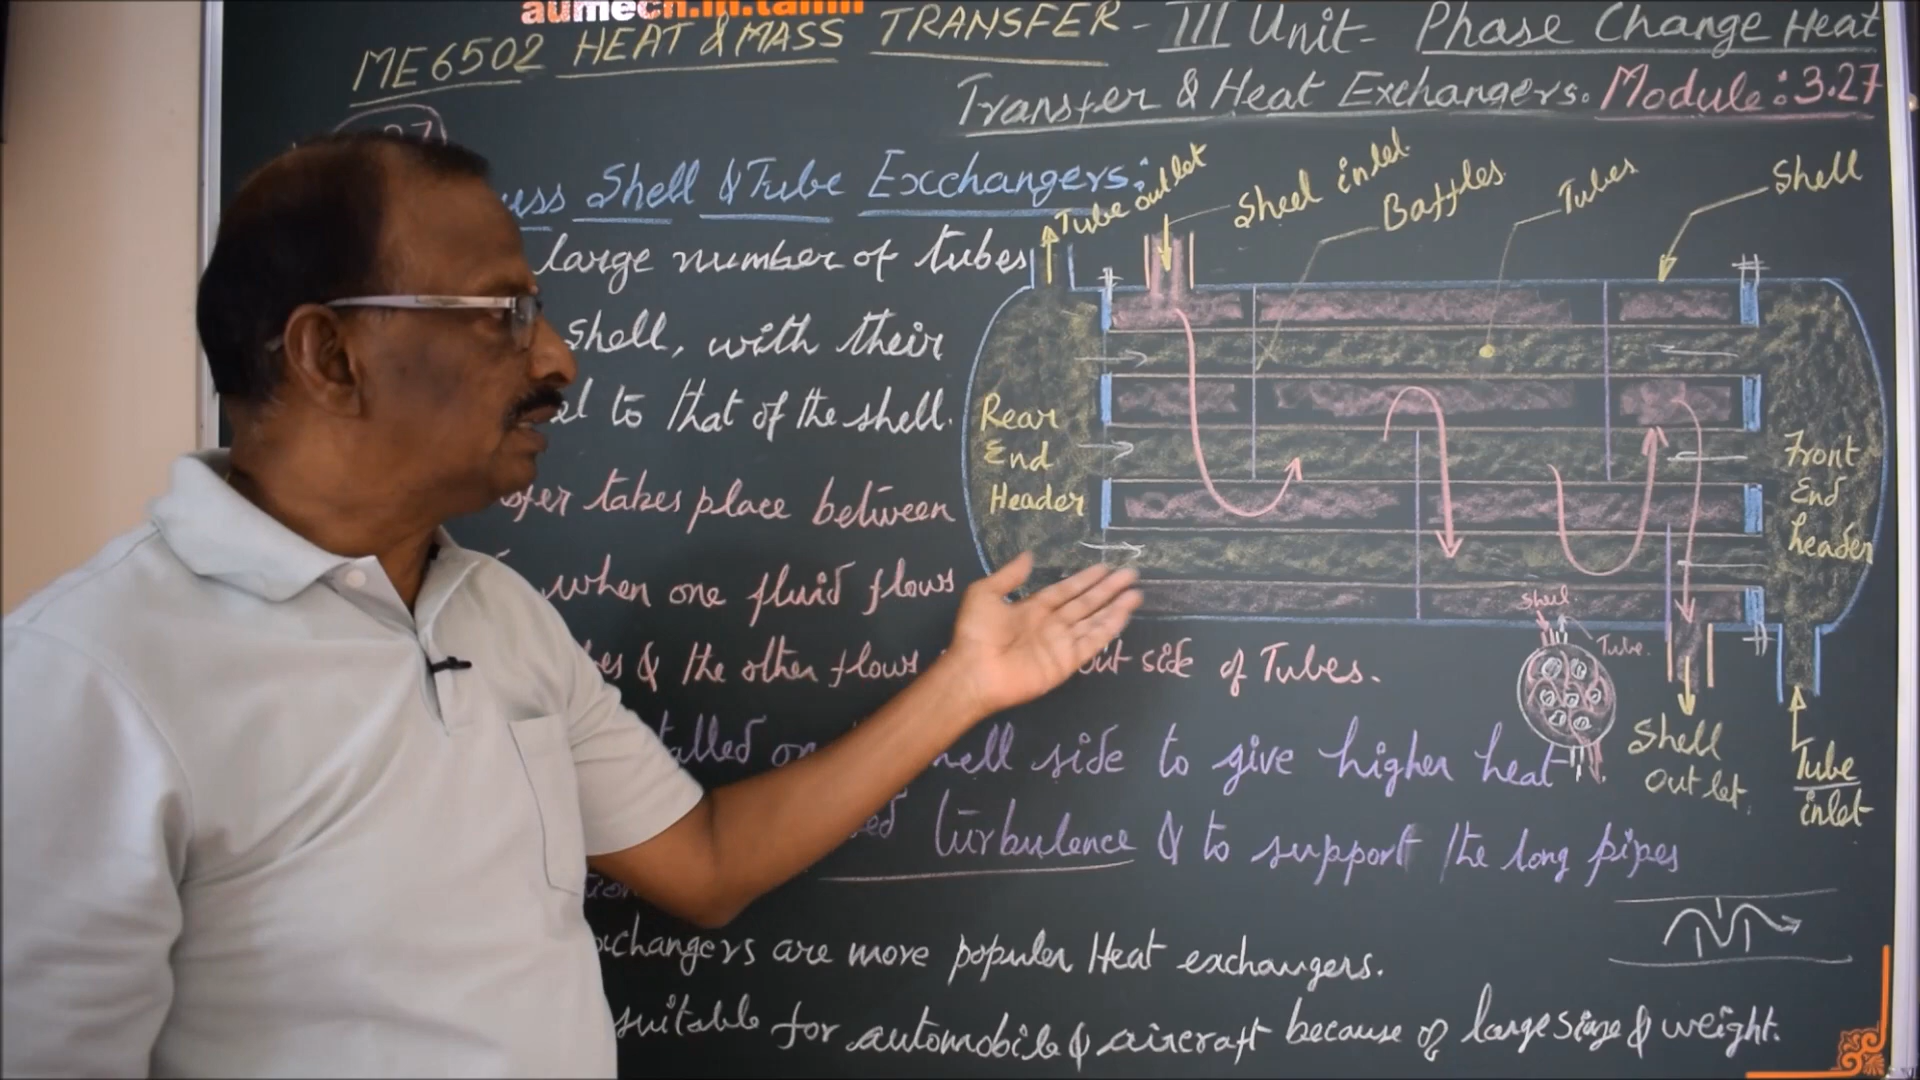 aumech.in.tamil
ME6502 HEAT & MASS TRANSFER - III Unit - Phase Change Heat
Transfer & Heat Exchangers. Module: 3.27
Shell & Tube Exchangers:
large number of tubes
shell, with their
to that of the shell.
takes place between
when one fluid flows
& the other flows out side of Tubes.
shell side to give higher heat
turbulence & to support the long pipes
are more populer Heat exchangers.
suitable for automobile & aircraft because of large size & weight.
Tube outlet
Sheel inlet
Baffles
Tubes
Shell
Rear
End
Header
Front
End
header
Sheel
Tube
Shell
Outlet
Tube
inlet